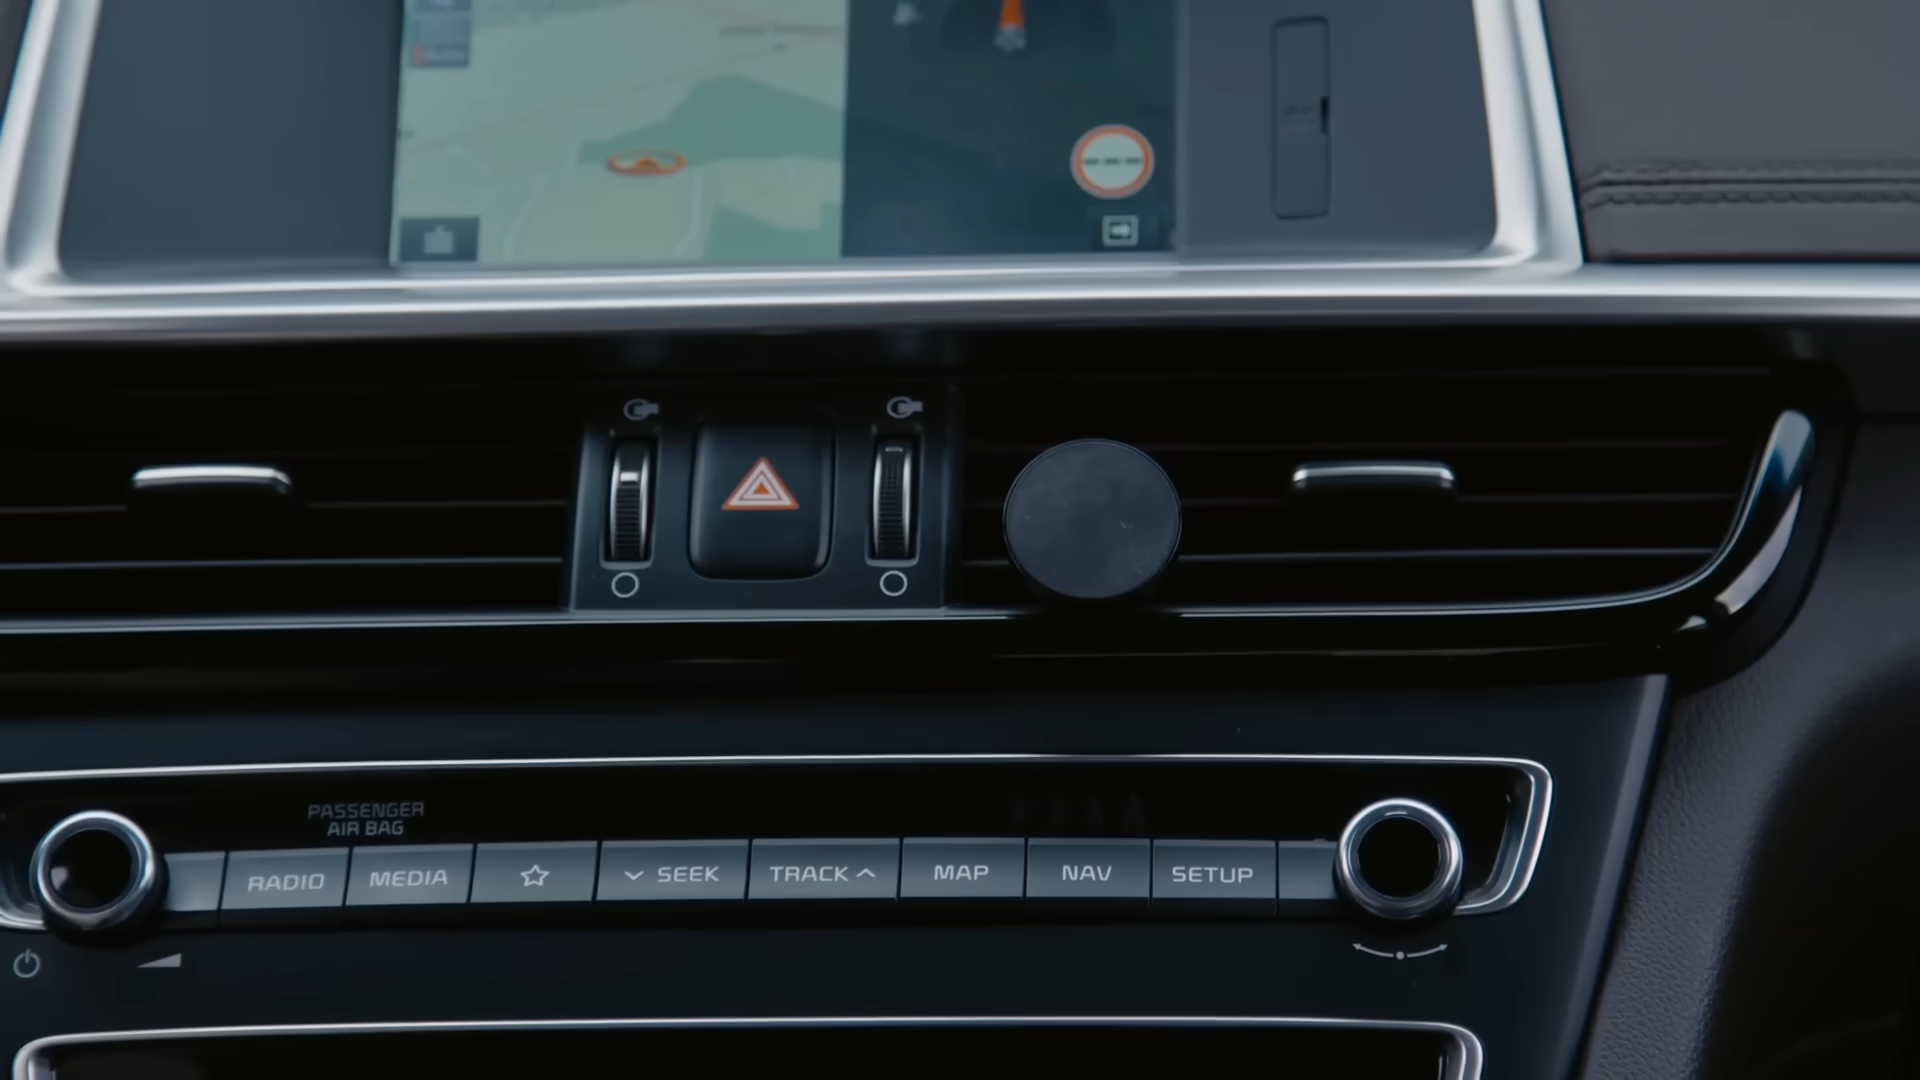 PASSENGER
AIR BAG
RADIO
MEDIA
SEEK
TRACK
MAP
NAV
SETUP